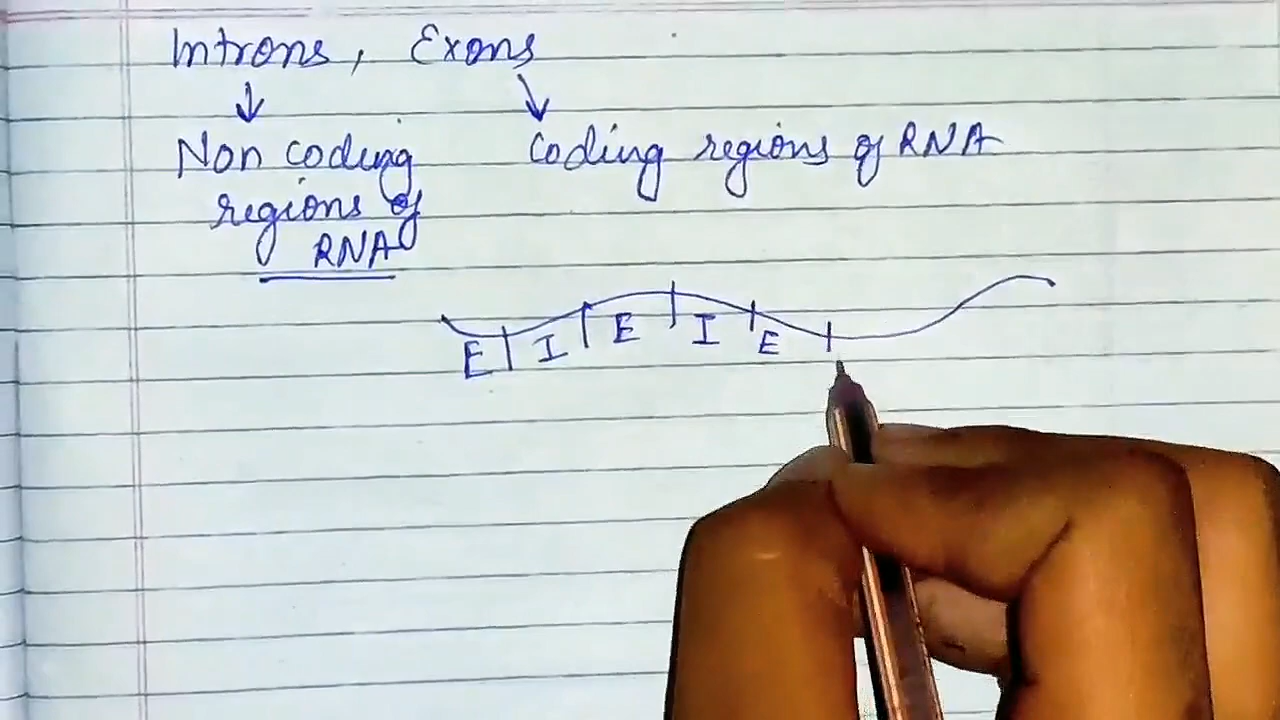 Introns, Exons
Non coding coding regions of RNA
regions of
RNA
E I E I E